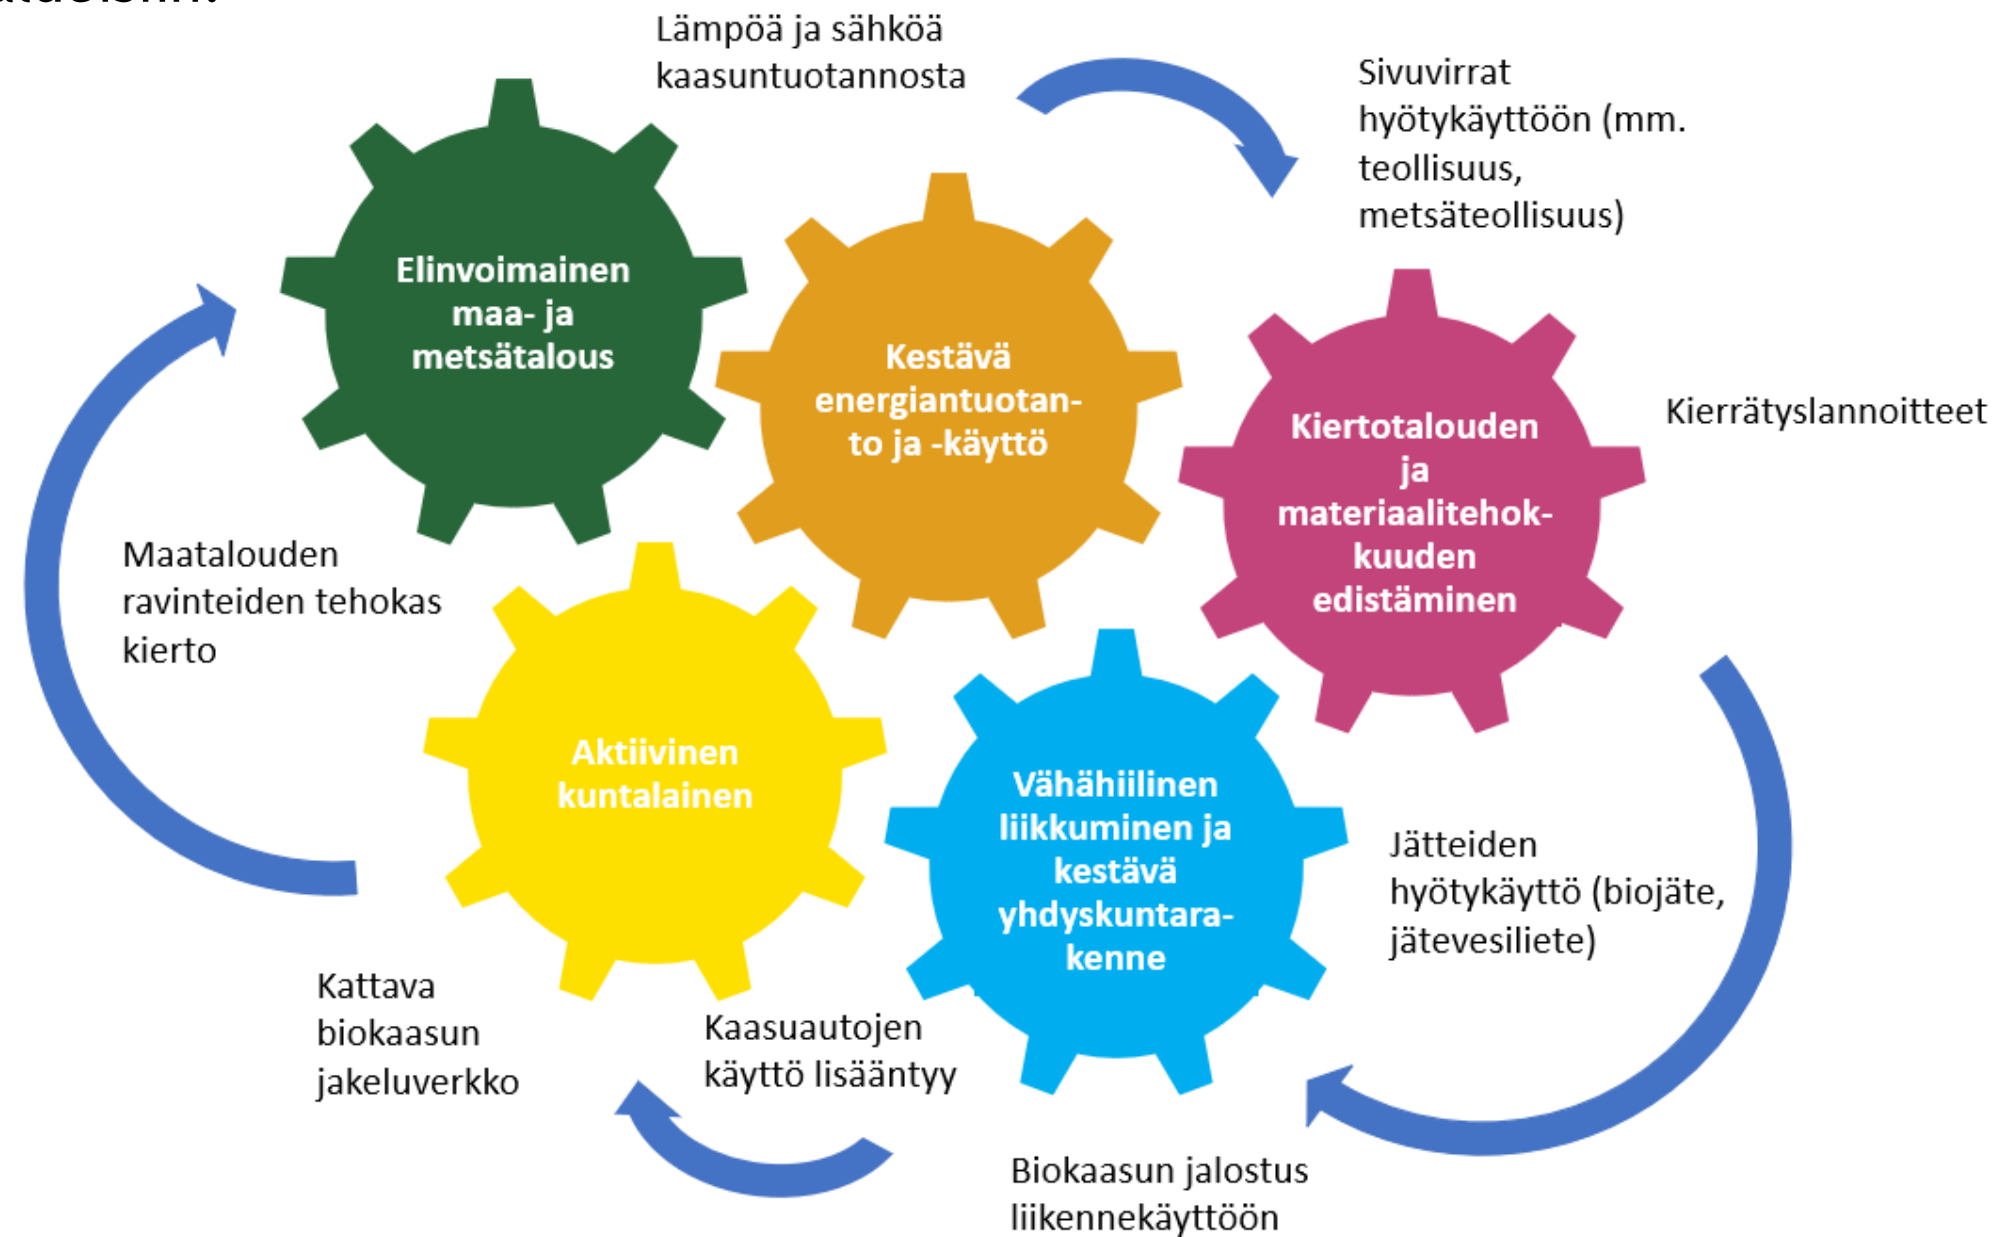 Lämpöä ja sähköä
kaasuntuotannosta
Sivuvirrat
hyötykäyttöön (mm.
teollisuus,
metsäteollisuus)
Elinvoimainen
maa- ja
metsätalous
Kestävä
energiantuotan-
to ja -käyttö
Kiertotalouden
ja
materiaalitehok-
kuuden
edistäminen
Kierrätyslannoitteet
Maatalouden
ravinteiden tehokas
kierto
Aktiivinen
kuntalainen
Vähähiilinen
liikkuminen ja
kestävä
yhdyskuntara-
kenne
Jätteiden
hyötykäyttö (biojäte,
jätevesiliete)
Kattava
biokaasun
jakeluverkko
Kaasuautojen
käyttö lisääntyy
Biokaasun jalostus
liikennekäyttöön